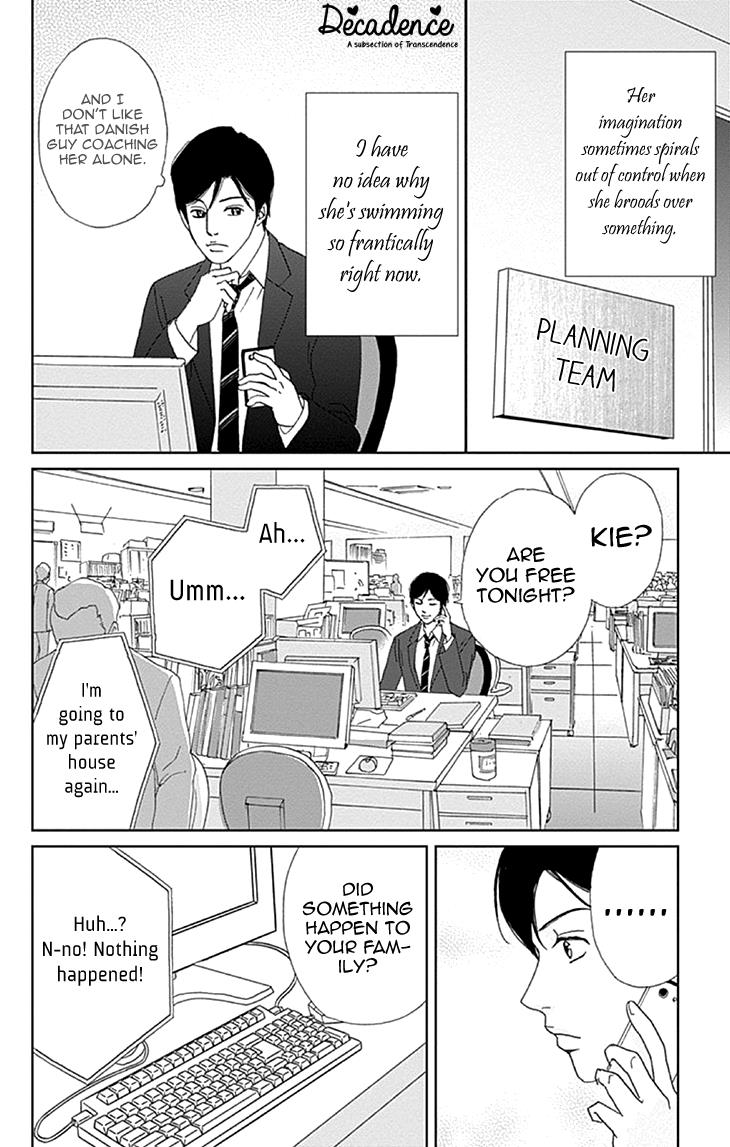 Decadence
A subsection of Transcendence
Her
imagination
sometimes spirals
out of control when
she broods over
something.
PLANNING
TEAM
I have
no idea why
she's swimming
so frantically
right now.
AND I
DON'T LIKE
THAT DANISH
GUY COACHING
HER ALONE.
KIE?
ARE
YOU FREE
TONIGHT?
Ah...
Umm...
I'm
going to
my parents'
house
again...
......
DID
SOMETHING
HAPPEN TO
YOUR FAM-
ILY?
Huh...?
N-no! Nothing
happened!